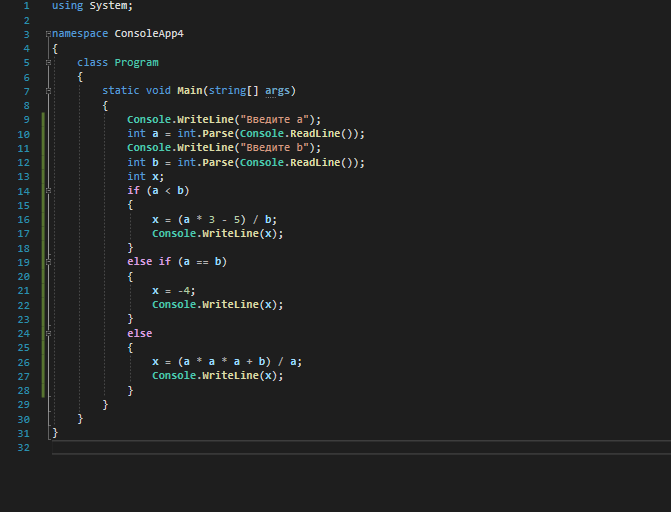 1 using System;
2
3 namespace ConsoleApp4
4 {
5 class Program
6 {
7 static void Main(string[] args)
8 {
9 Console.WriteLine("Введите a");
10 int a = int.Parse(Console.ReadLine());
11 Console.WriteLine("Введите b");
12 int b = int.Parse(Console.ReadLine());
13 int x;
14 if (a < b)
15 {
16 x = (a * 3 - 5) / b;
17 Console.WriteLine(x);
18 }
19 else if (a == b)
20 {
21 x = -4;
22 Console.WriteLine(x);
23 }
24 else
25 {
26 x = (a * a * a + b) / a;
27 Console.WriteLine(x);
28 }
29 }
30 }
31 }
32